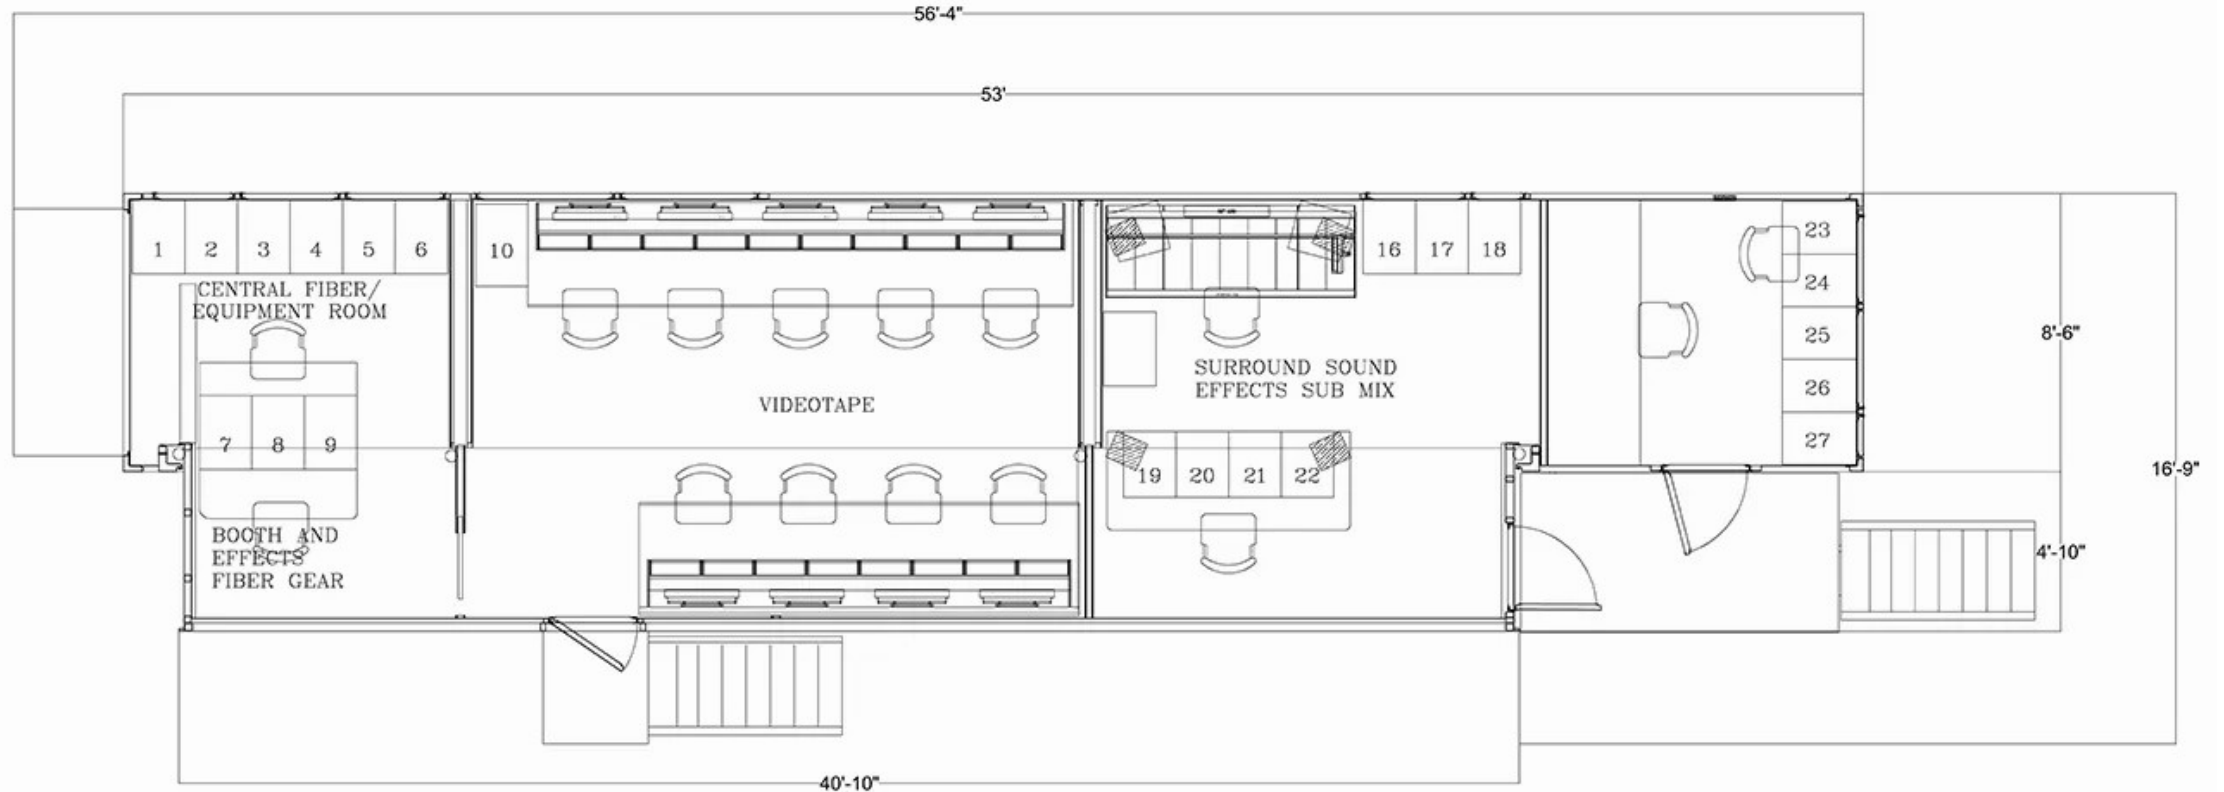 56'-4"
53'
1 2 3 4 5 6
CENTRAL FIBER/
EQUIPMENT ROOM
7 8 9
BOOTH AND
EFFECTS
FIBER GEAR
10
VIDEOTAPE
16 17 18
SURROUND SOUND
EFFECTS SUB MIX
19 20 21 22
23
24
25
26
27
8'-6"
16'-9"
4'-10"
40'-10"